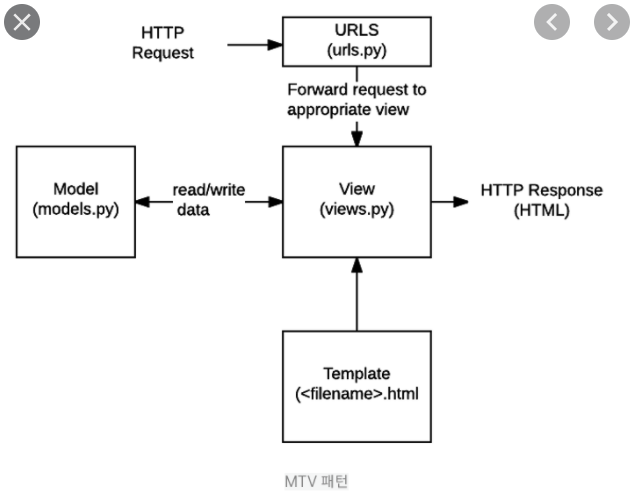 HTTP
Request
URLS
(urls.py)
Forward request to
appropriate view
Model
(models.py)
read/write
data
View
(views.py)
HTTP Response
(HTML)
Template
(<filename>.html
MTV 패턴